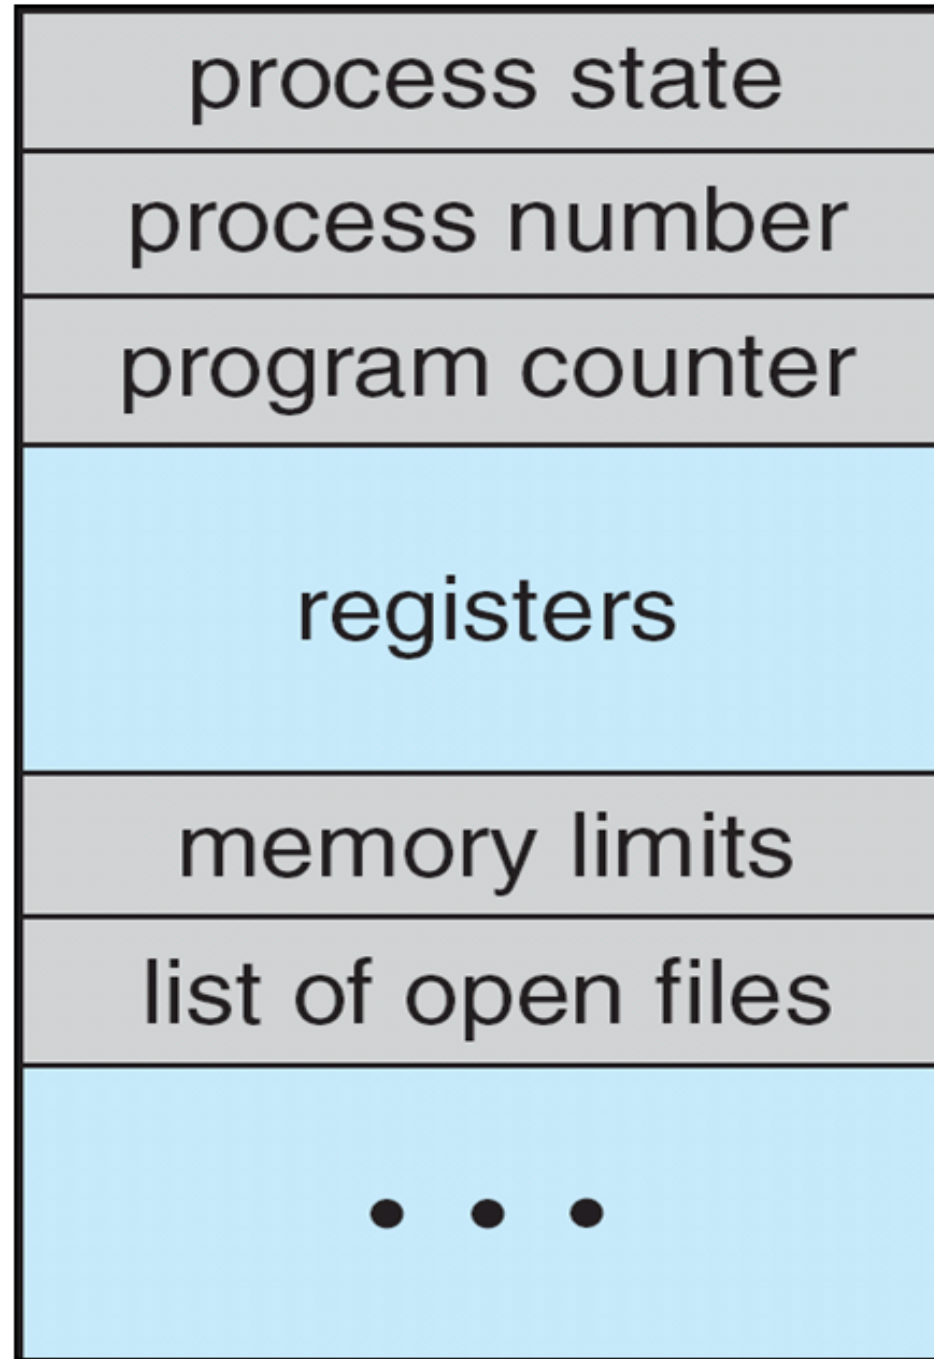 process state
process number
program counter
registers
memory limits
list of open files
• • •